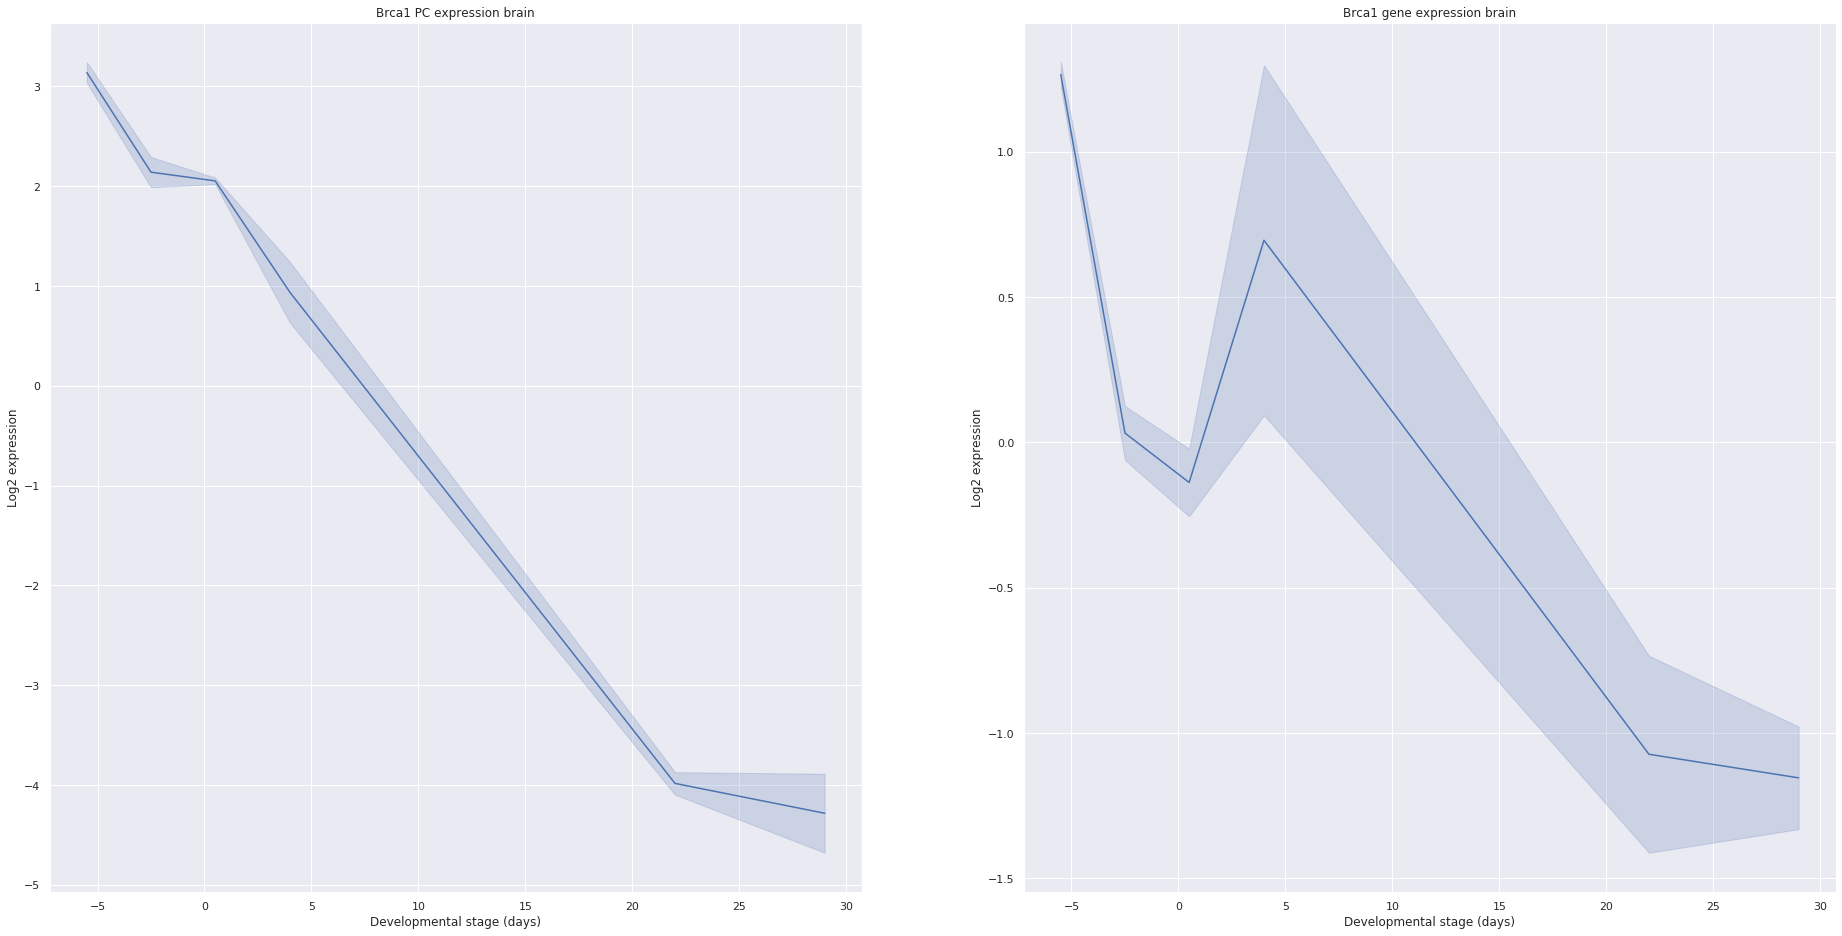 Brca1 PC expression brain
3
2
1
0
−1
−2
−3
−4
−5
Log2 expression
−5 0 5 10 15 20 25 30
Developmental stage (days)
Brca1 gene expression brain
1.0
0.5
0.0
−0.5
−1.0
−1.5
Log2 expression
−5 0 5 10 15 20 25 30
Developmental stage (days)